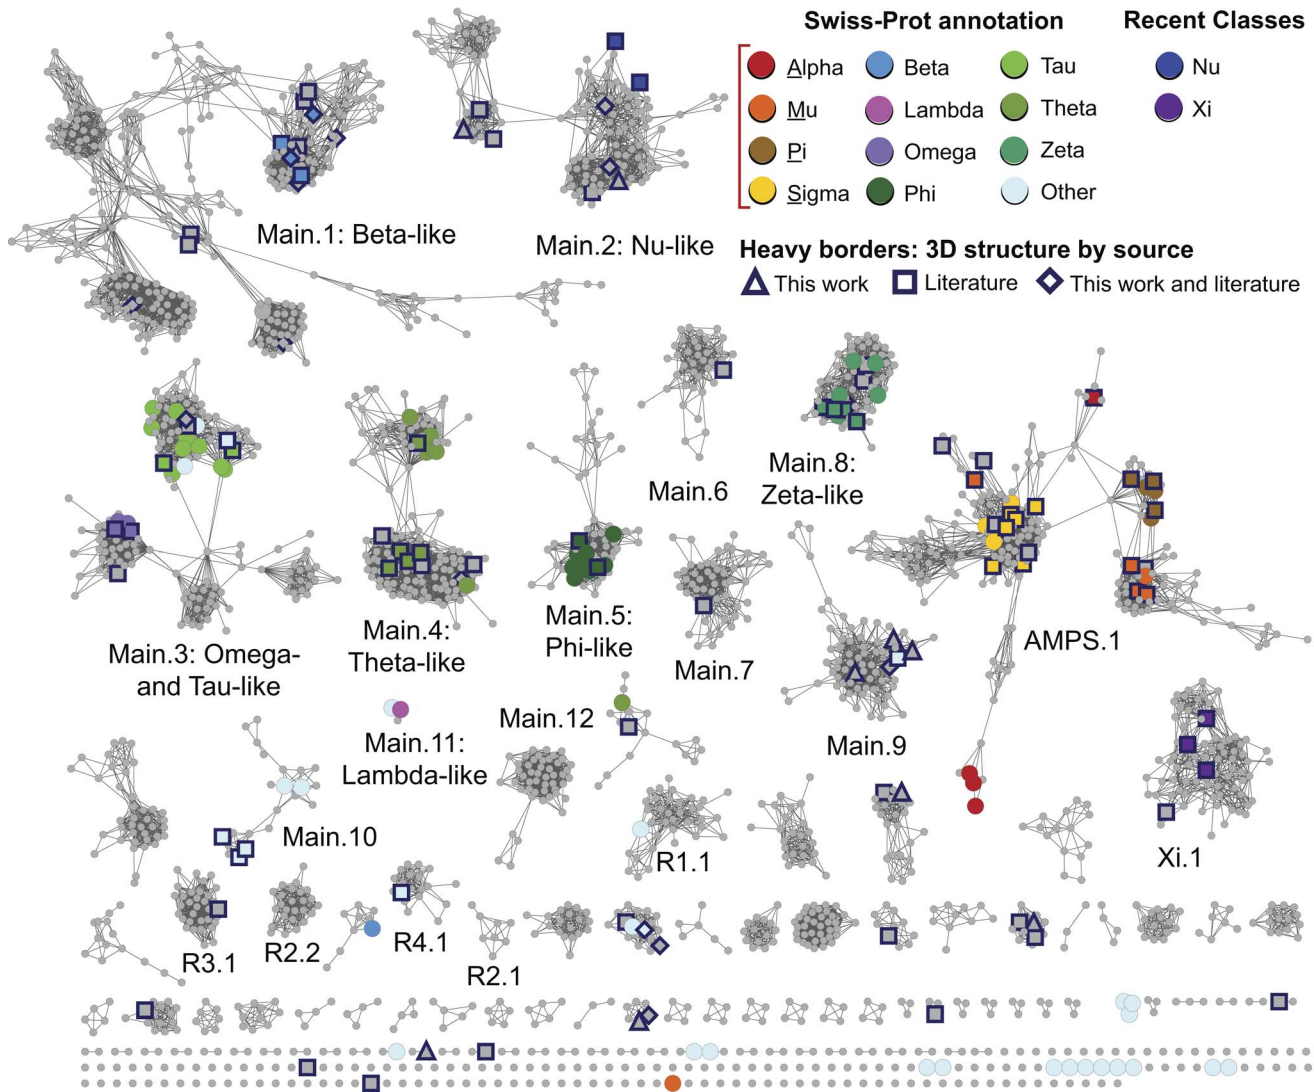 Swiss-Prot annotation
Recent Classes
Alpha
Beta
Tau
Nu
Mu
Lambda
Theta
Xi
Pi
Omega
Zeta
Sigma
Phi
Other
Heavy borders: 3D structure by source
This work
Literature
This work and literature
Main.1: Beta-like
Main.2: Nu-like
Main.3: Omega-
and Tau-like
Main.4:
Theta-like
Main.5:
Phi-like
Main.6
Main.7
Main.8:
Zeta-like
AMPS.1
Main.9
Main.11:
Lambda-like
Main.12
Main.10
R1.1
Xi.1
R3.1
R2.2
R4.1
R2.1